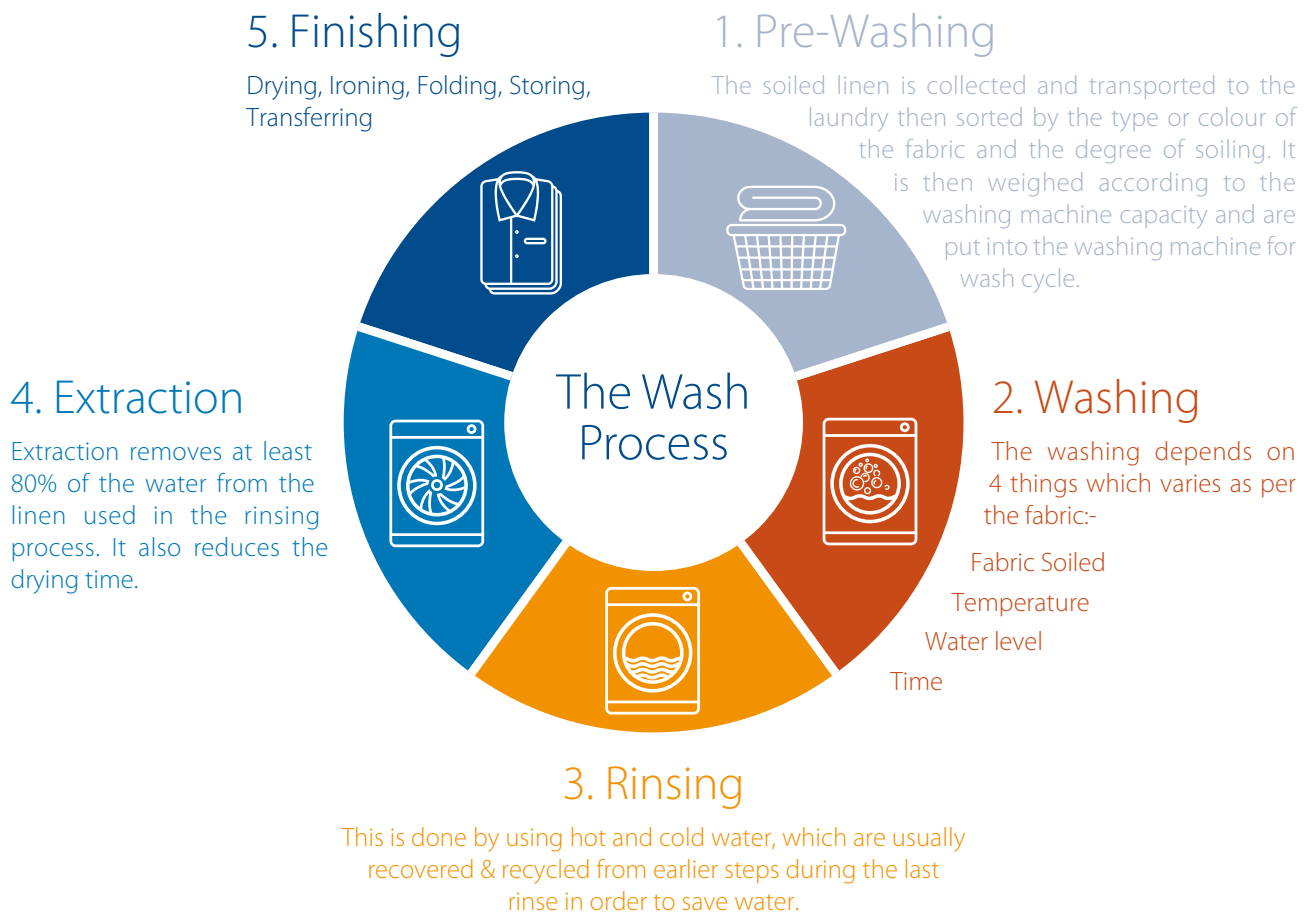 The Wash
Process
1. Pre-Washing
The soiled linen is collected and transported to the
laundry then sorted by the type or colour of
the fabric and the degree of soiling. It
is then weighed according to the
washing machine capacity and are
put into the washing machine for
wash cycle.
2. Washing
The washing depends on
4 things which varies as per
the fabric:-
Fabric Soiled
Temperature
Water level
Time
3. Rinsing
This is done by using hot and cold water, which are usually
recovered & recycled from earlier steps during the last
rinse in order to save water.
4. Extraction
Extraction removes at least
80% of the water from the
linen used in the rinsing
process. It also reduces the
drying time.
5. Finishing
Drying, Ironing, Folding, Storing,
Transferring